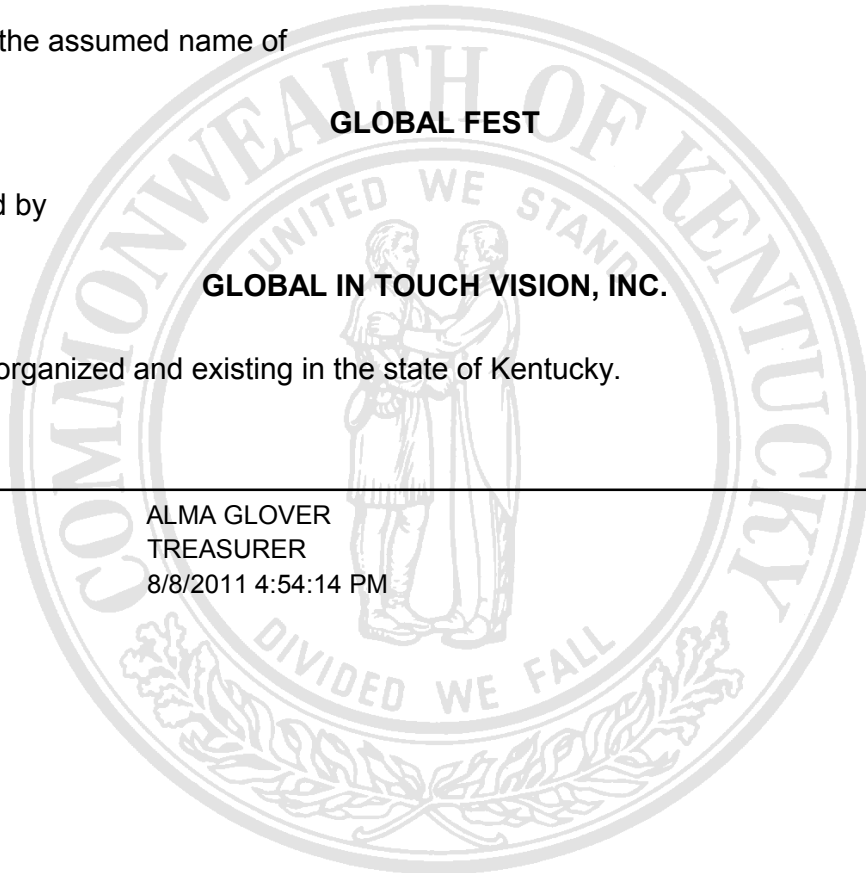 the assumed name of
GLOBAL FEST
d by
GLOBAL IN TOUCH VISION, INC.
organized and existing in the state of Kentucky.
ALMA GLOVER
TREASURER
8/8/2011 4:54:14 PM
COMMONWEALTH OF KENTUCKY
UNITED WE STAND
DIVIDED WE FALL